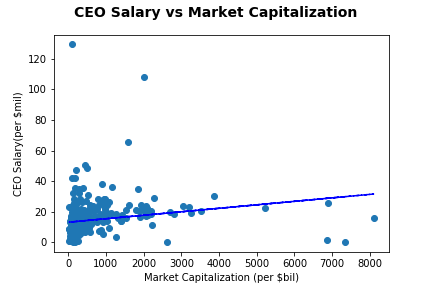 CEO Salary vs Market Capitalization
120
100
80
60
40
20
0
CEO Salary(per $mil)
0 1000 2000 3000 4000 5000 6000 7000 8000
Market Capitalization (per $bil)